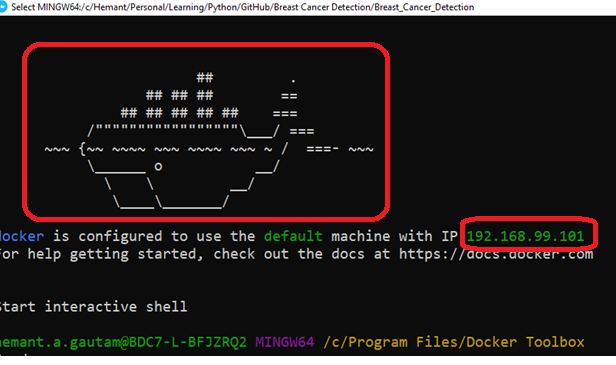 Select MINGW64:/c/Hemant/Personal/Learning/Python/GitHub/Breast Cancer Detection/Breast_Cancer_Detection
                        ##         .
                  ## ## ##        ==
               ## ## ## ## ##    ===
           /"""""""""""""""""\___/ ===
      ~~~ {~~ ~~~~ ~~~ ~~~~ ~~~ ~ /  ===- ~~~
           \______ o           __/
             \    \         __/
              \____\_______/
docker is configured to use the default machine with IP 192.168.99.101
For help getting started, check out the docs at https://docs.docker.com
Start interactive shell
hemant.a.gautam@BDC7-L-BFJZRQ2 MINGW64 /c/Program Files/Docker Toolbox